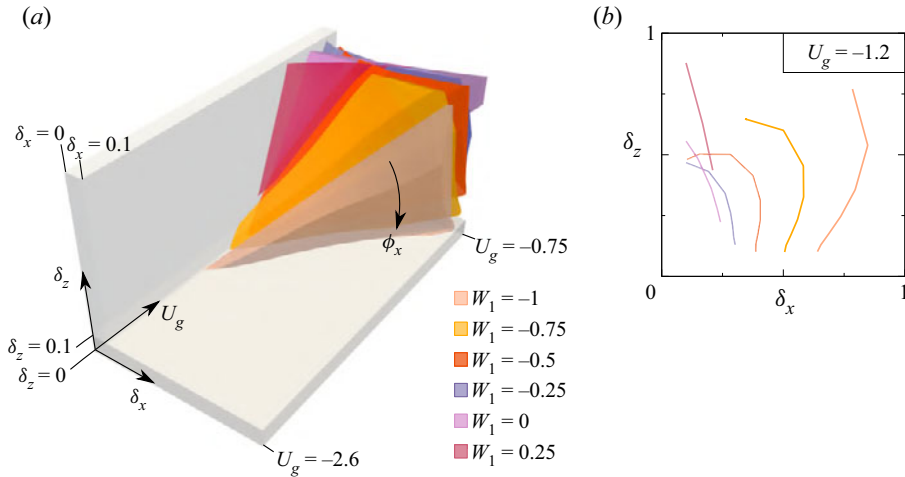 (a)
δx = 0
δx = 0.1
δz
Ug
δz = 0.1
δz = 0
δx
ϕx
Ug = –0.75
Ug = –2.6
W1 = –1
W1 = –0.75
W1 = –0.5
W1 = –0.25
W1 = 0
W1 = 0.25
(b)
1
Ug = –1.2
δz
0
δx
1